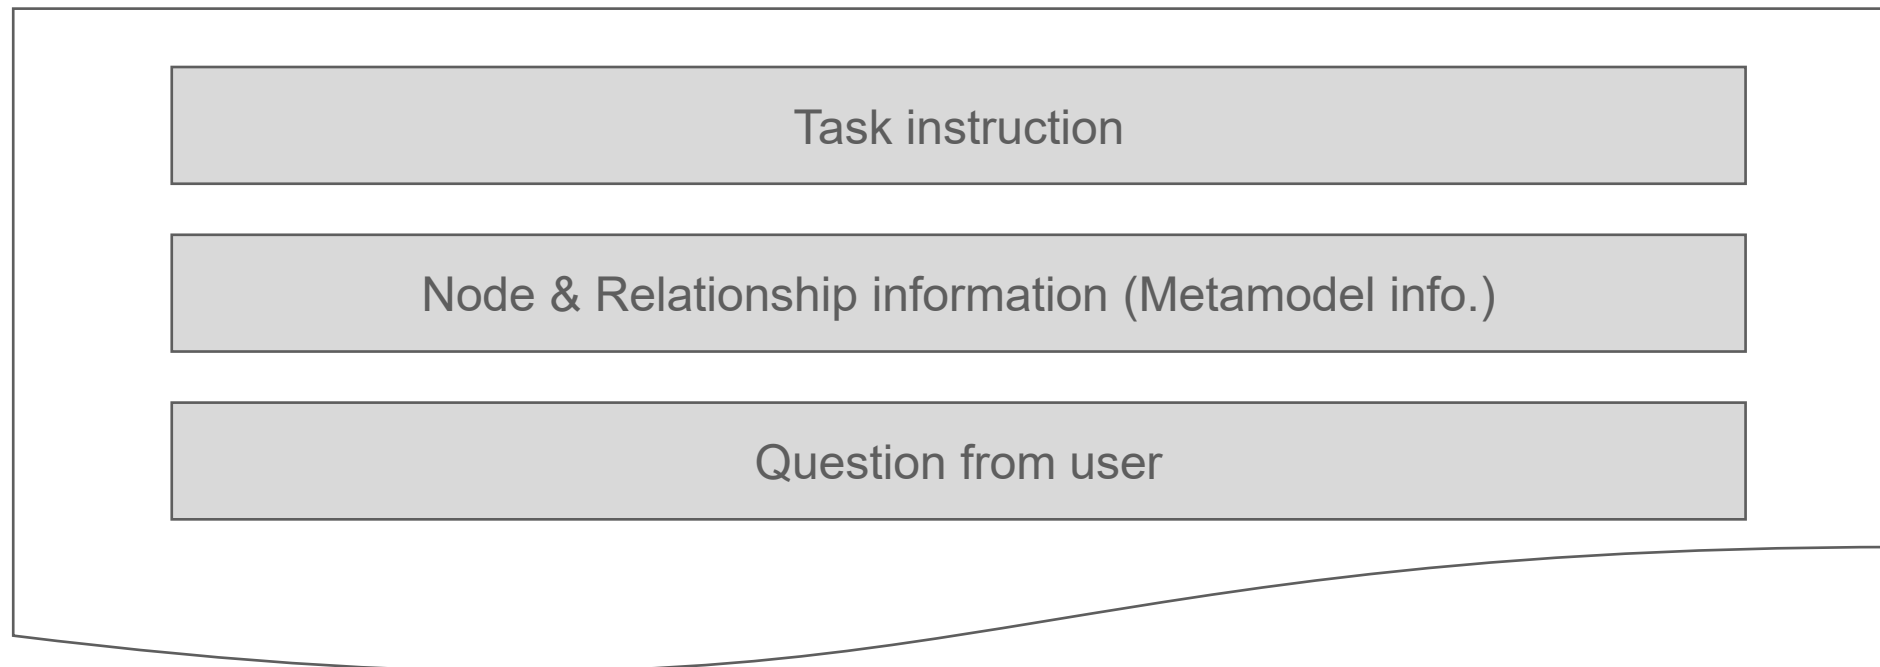 Task instruction
Node & Relationship information (Metamodel info.)
Question from user